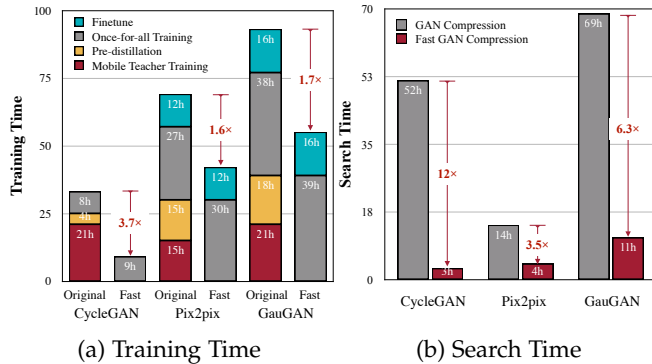 100
75
50
25
0
Training Time
Finetune
Once-for-all Training
Pre-distillation
Mobile Teacher Training
8h
4h
21h
3.7×
9h
12h
27h
15h
15h
1.6×
12h
30h
16h
38h
18h
21h
1.7×
16h
39h
Original Fast Original Fast Original Fast
CycleGAN Pix2pix GauGAN
(a) Training Time
70
53
35
18
0
Search Time
GAN Compression
Fast GAN Compression
52h
12×
3h
14h
3.5×
4h
69h
6.3×
11h
CycleGAN Pix2pix GauGAN
(b) Search Time